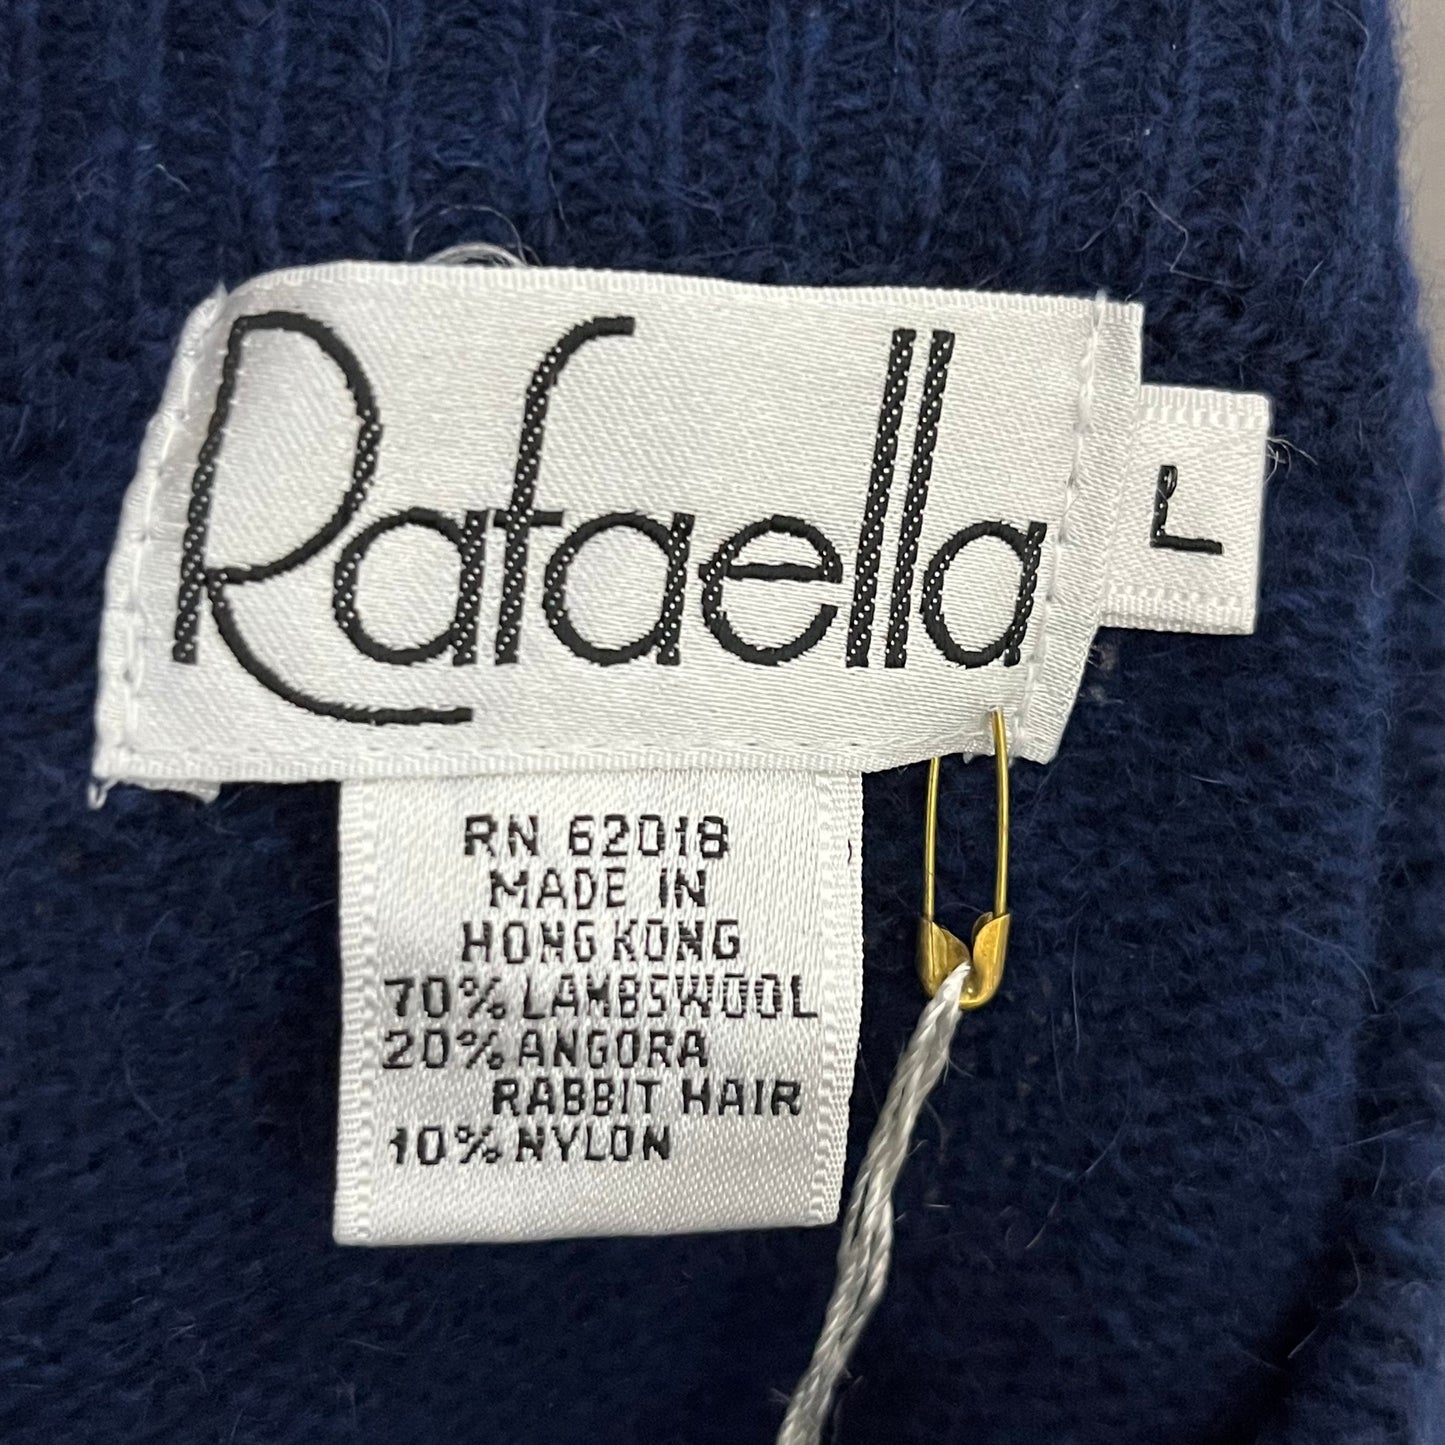 Rafaella
L
RN 62018
MADE IN
HONG KONG
70% LAMBSWOOL
20% ANGORA
RABBIT HAIR
10% NYLON